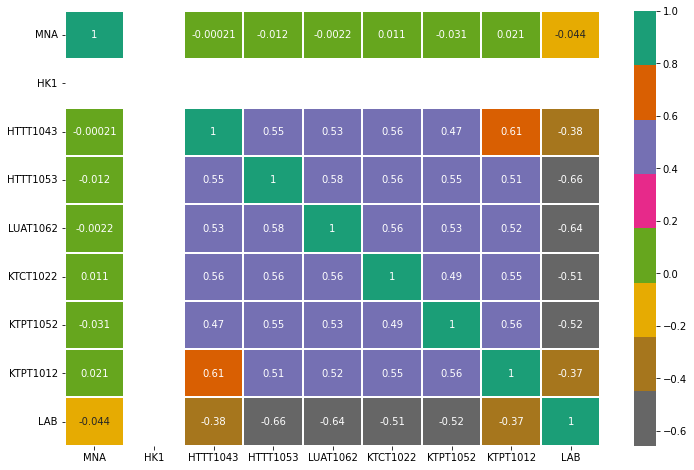 MNA 1 -0.00021 -0.012 -0.0022 0.011 -0.031 0.021 -0.044
HK1
HTTT1043 -0.00021 1 0.55 0.53 0.56 0.47 0.61 -0.38
HTTT1053 -0.012 0.55 1 0.58 0.56 0.55 0.51 -0.66
LUAT1062 -0.0022 0.53 0.58 1 0.56 0.53 0.52 -0.64
KTCT1022 0.011 0.56 0.56 0.56 1 0.49 0.55 -0.51
KTPT1052 -0.031 0.47 0.55 0.53 0.49 1 0.56 -0.52
KTPT1012 0.021 0.61 0.51 0.52 0.55 0.56 1 -0.37
LAB -0.044 -0.38 -0.66 -0.64 -0.51 -0.52 -0.37 1
MNA HK1 HTTT1043 HTTT1053 LUAT1062 KTCT1022 KTPT1052 KTPT1012 LAB
1.0
0.8
0.6
0.4
0.2
0.0
−0.2
−0.4
−0.6